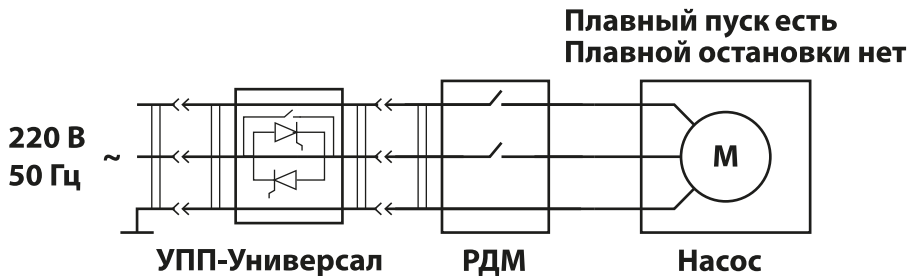 Плавный пуск есть
Плавной остановки нет
220 В
50 Гц
~
М
УПП-Универсал
РДМ
Насос